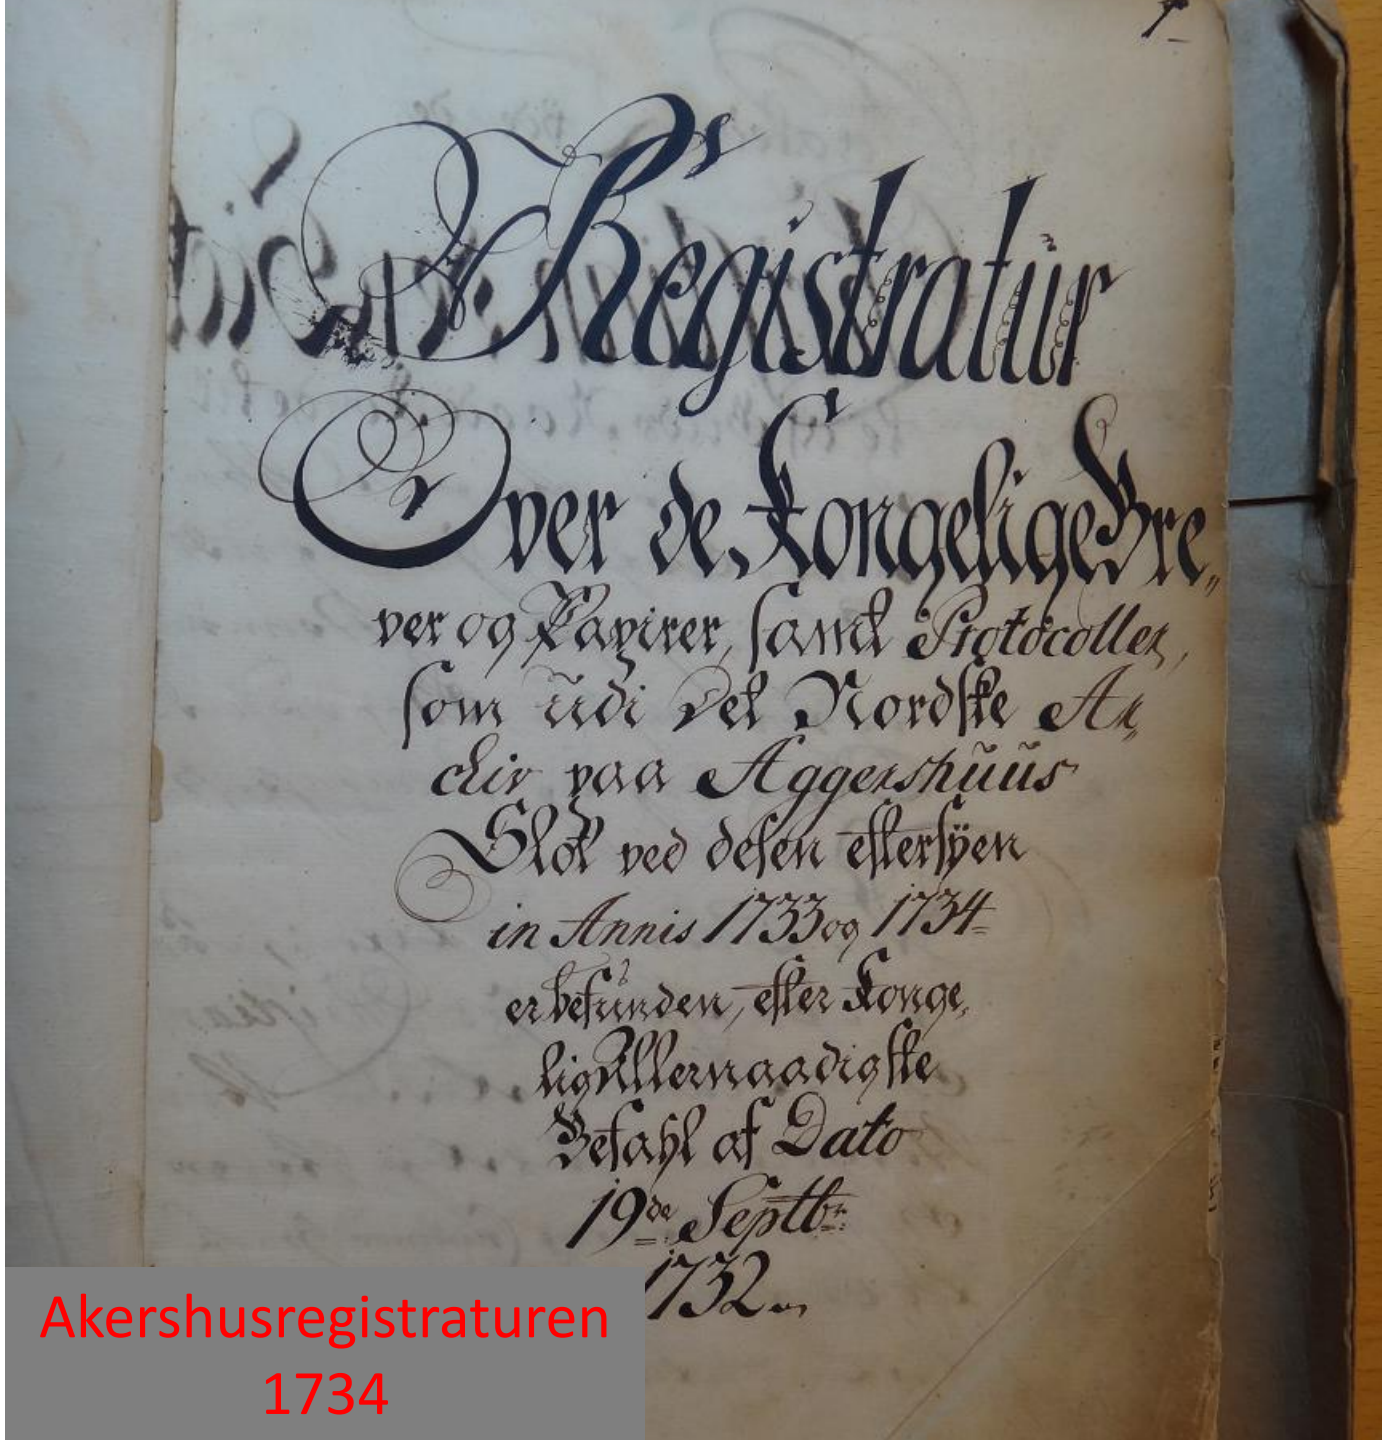 1_
Registratur
Over de Kongelige Bre„
ver og Papirer, samt Protocoller,
som udi det Nordske Ar„
chiv paa Aggershuus
Slot ved desen eftersÿen
in Annis 1733 og 1734
er befunden, efter Konge„
lig Allernaadigste
Befahl af Dato
19de Septbr:
1732
Akershusregistraturen
1734